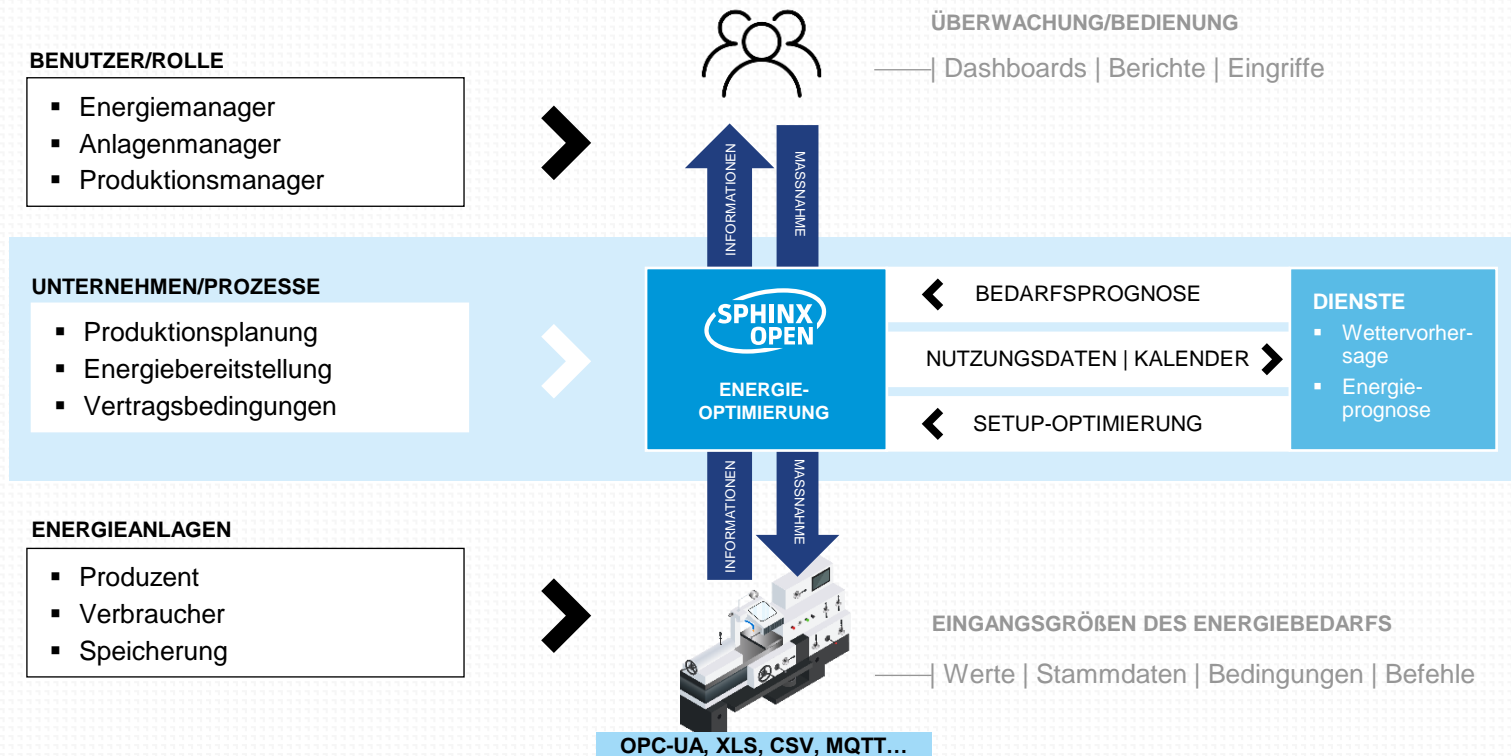 ÜBERWACHUNG/BEDIENUNG
| Dashboards | Berichte | Eingriffe
BENUTZER/ROLLE
▪ Energiemanager
▪ Anlagenmanager
▪ Produktionsmanager
INFORMATIONEN
MASSNAHME
UNTERNEHMEN/PROZESSE
▪ Produktionsplanung
▪ Energiebereitstellung
▪ Vertragsbedingungen
SPHINX
OPEN
ENERGIE-
OPTIMIERUNG
BEDARFSPROGNOSE
NUTZUNGSDATEN | KALENDER
SETUP-OPTIMIERUNG
DIENSTE
▪ Wettervorher-
sage
▪ Energie-
prognose
INFORMATIONEN
MASSNAHME
ENERGIEANLAGEN
▪ Produzent
▪ Verbraucher
▪ Speicherung
EINGANGSGRÖßEN DES ENERGIEBEDARFS
| Werte | Stammdaten | Bedingungen | Befehle
OPC-UA, XLS, CSV, MQTT…